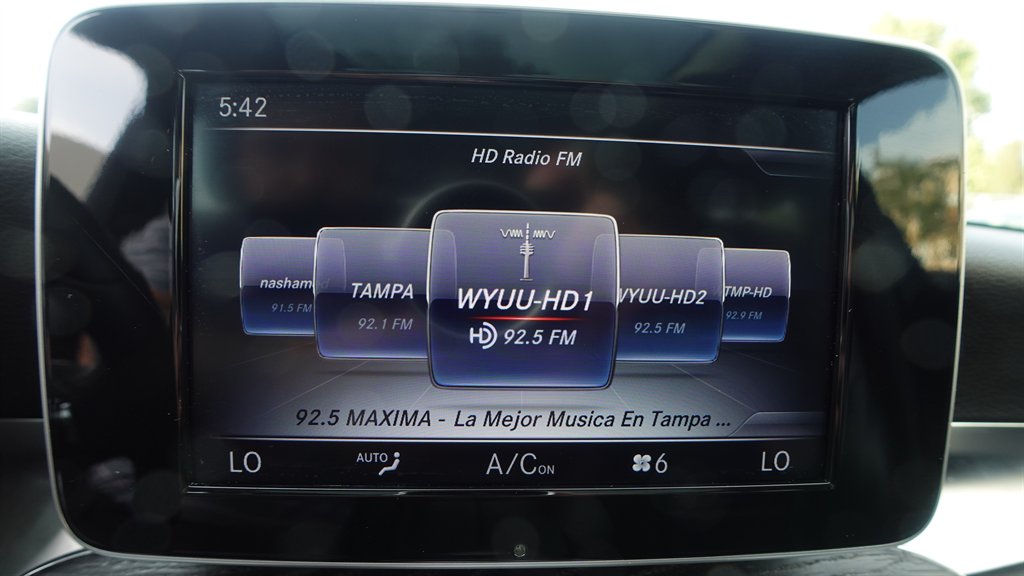 5:42
HD Radio FM
TAMPA
92.1 FM
WYUU-HD1
HD 92.5 FM
WYUU-HD2
92.5 FM
TMP-HD
92.9 FM
91.5 FM
92.5 MAXIMA - La Mejor Musica En Tampa ...
LO AUTO A/C ON 6 LO